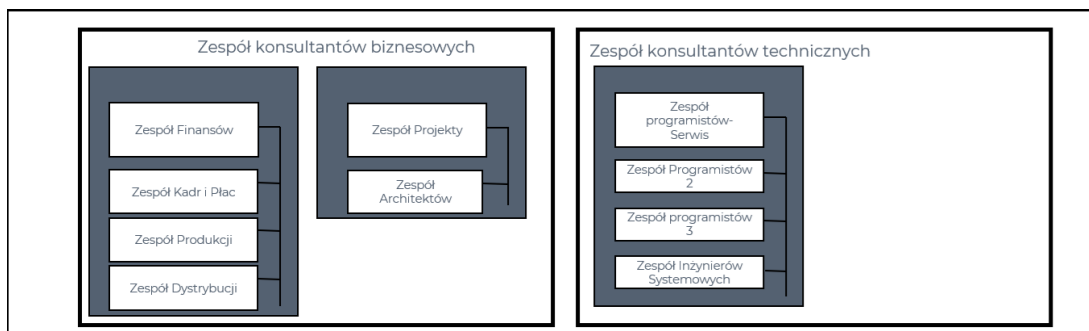 Zespół konsultantów biznesowych
Zespół Finansów
Zespół Kadr i Płac
Zespół Produkcji
Zespół Dystrybucji
Zespół Projekty
Zespół
Architektów
Zespół konsultantów technicznych
Zespół
programistów-
Serwis
Zespół Programistów
2
Zespół programistów
3
Zespół Inżynierów
Systemowych